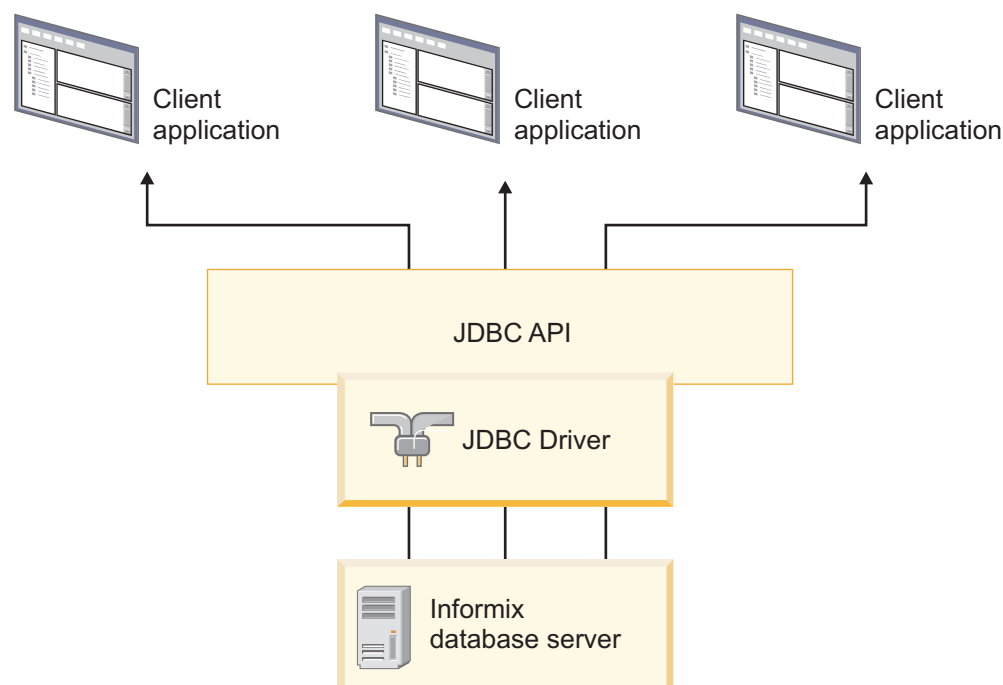 Client
application
Client
application
Client
application
JDBC API
JDBC Driver
Informix
database server